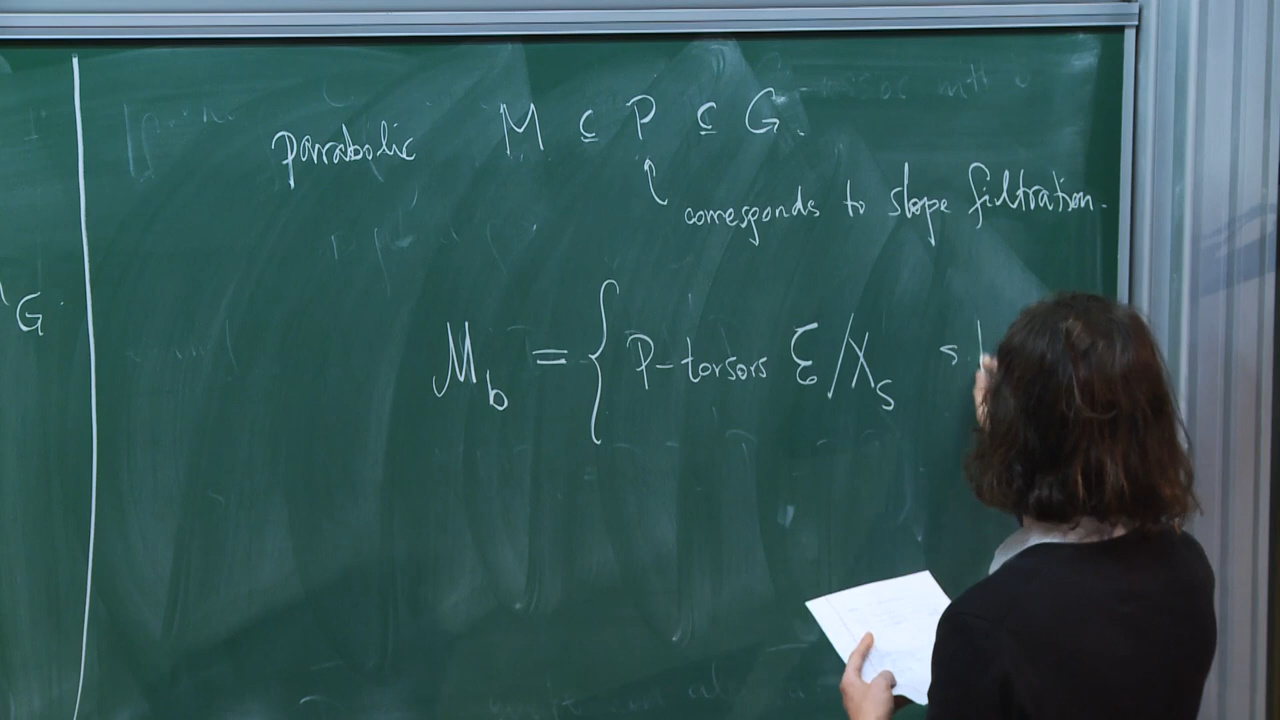 parabolic M ⊆ P ⊆ G.
corresponds to slope filtration.
G.
M_b = { P-torsors ℰ/X_S s.t